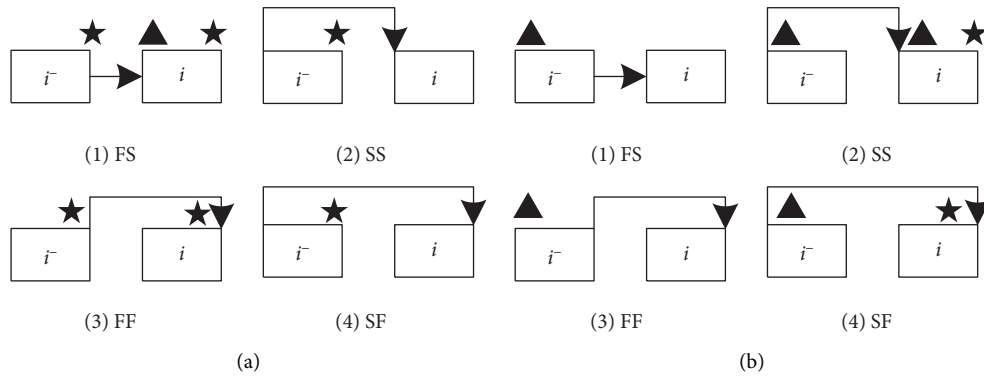 i⁻ i i⁻ i i⁻ i i⁻ i
(1) FS (2) SS (1) FS (2) SS
i⁻ i i⁻ i i⁻ i i⁻ i
(3) FF (4) SF (3) FF (4) SF
(a) (b)